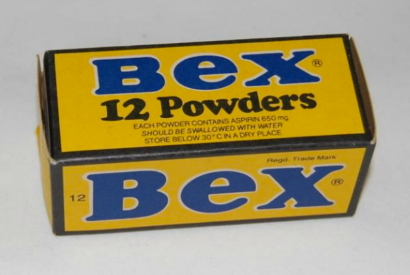 Bex®
12 Powders
EACH POWDER CONTAINS ASPIRIN 650 mg
SHOULD BE SWALLOWED WITH WATER
STORE BELOW 30°C IN A DRY PLACE
Regd. Trade Mark
12 Bex®